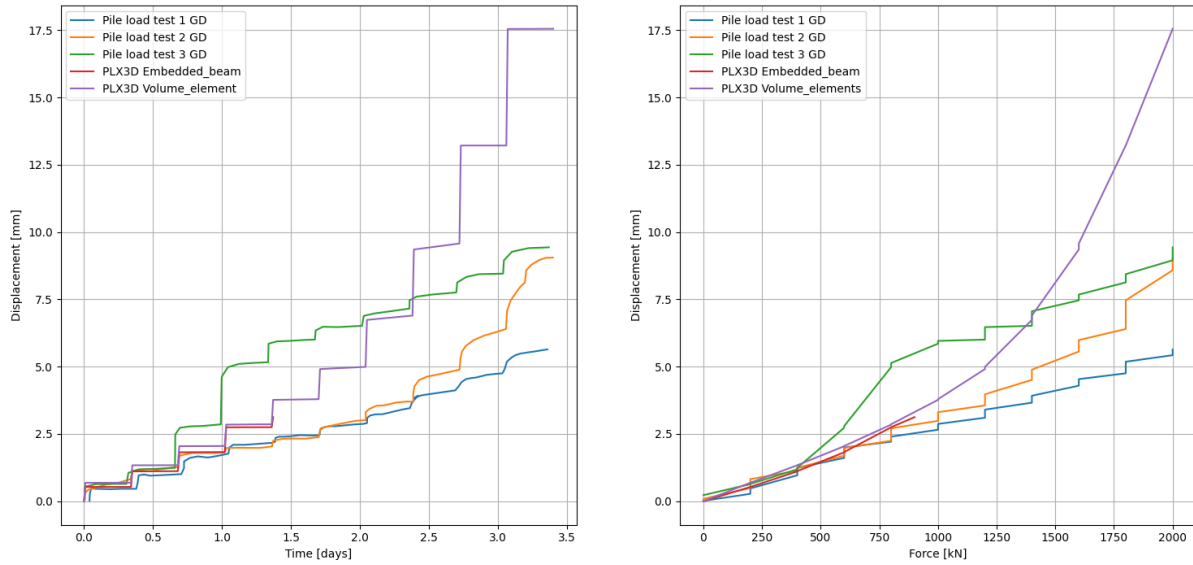 Pile load test 1 GD
Pile load test 2 GD
Pile load test 3 GD
PLX3D Embedded_beam
PLX3D Volume_element
17.5
15.0
12.5
10.0
7.5
5.0
2.5
0.0
Displacement [mm]
0.0 0.5 1.0 1.5 2.0 2.5 3.0 3.5
Time [days]
Pile load test 1 GD
Pile load test 2 GD
Pile load test 3 GD
PLX3D Embedded_beam
PLX3D Volume_elements
17.5
15.0
12.5
10.0
7.5
5.0
2.5
0.0
Displacement [mm]
0 250 500 750 1000 1250 1500 1750 2000
Force [kN]